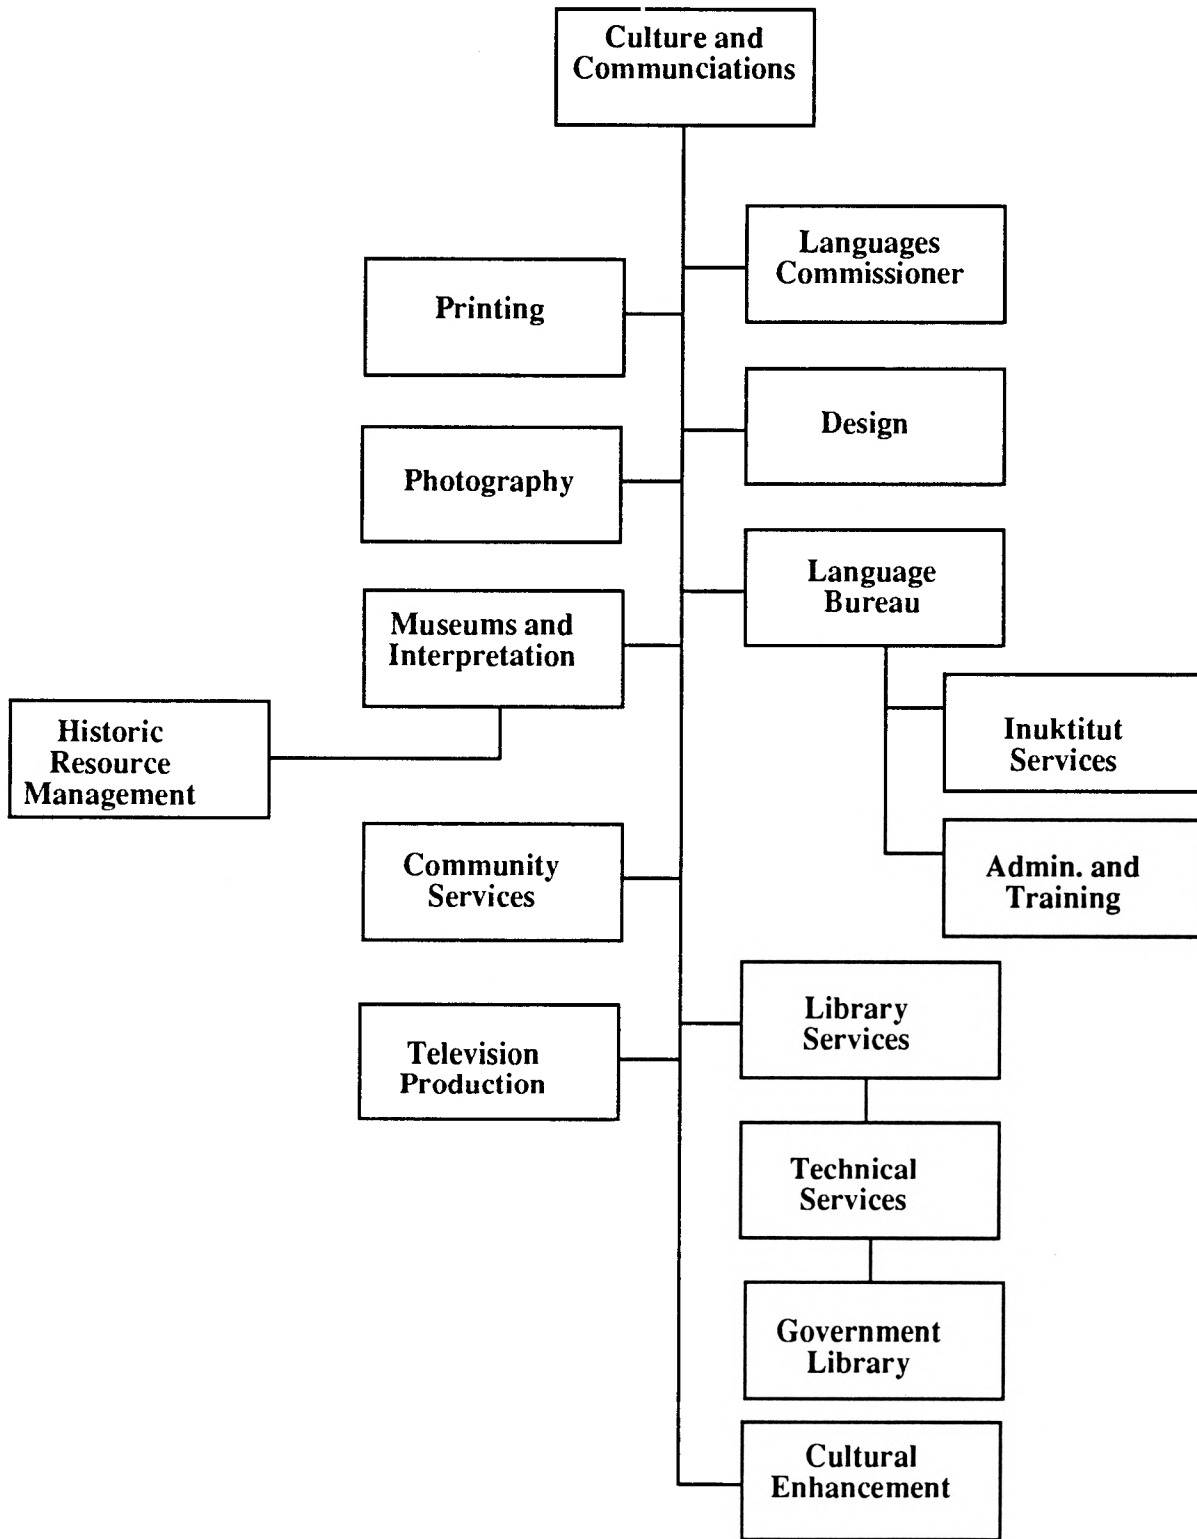 Culture and
Communciations
Languages
Commissioner
Printing
Design
Photography
Language
Bureau
Museums and
Interpretation
Historic
Resource
Management
Inuktitut
Services
Community
Services
Admin. and
Training
Library
Services
Television
Production
Technical
Services
Government
Library
Cultural
Enhancement